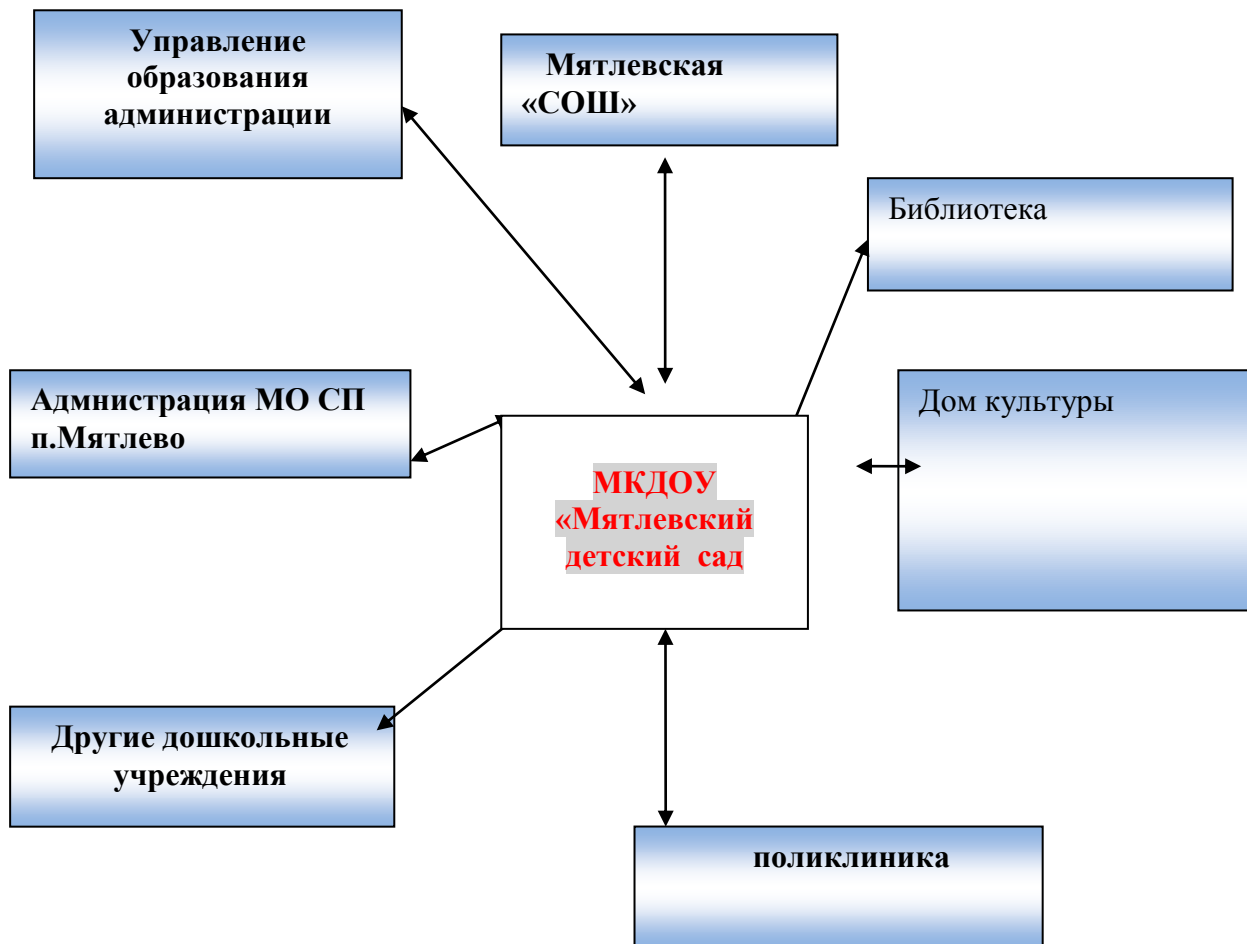 Управление
образования
администрации
Мятлевская
«СОШ»
Библиотека
Адмнистрация МО СП
п.Мятлево
Дом культуры
МКДОУ
«Мятлевский
детский сад
Другие дошкольные
учреждения
поликлиника